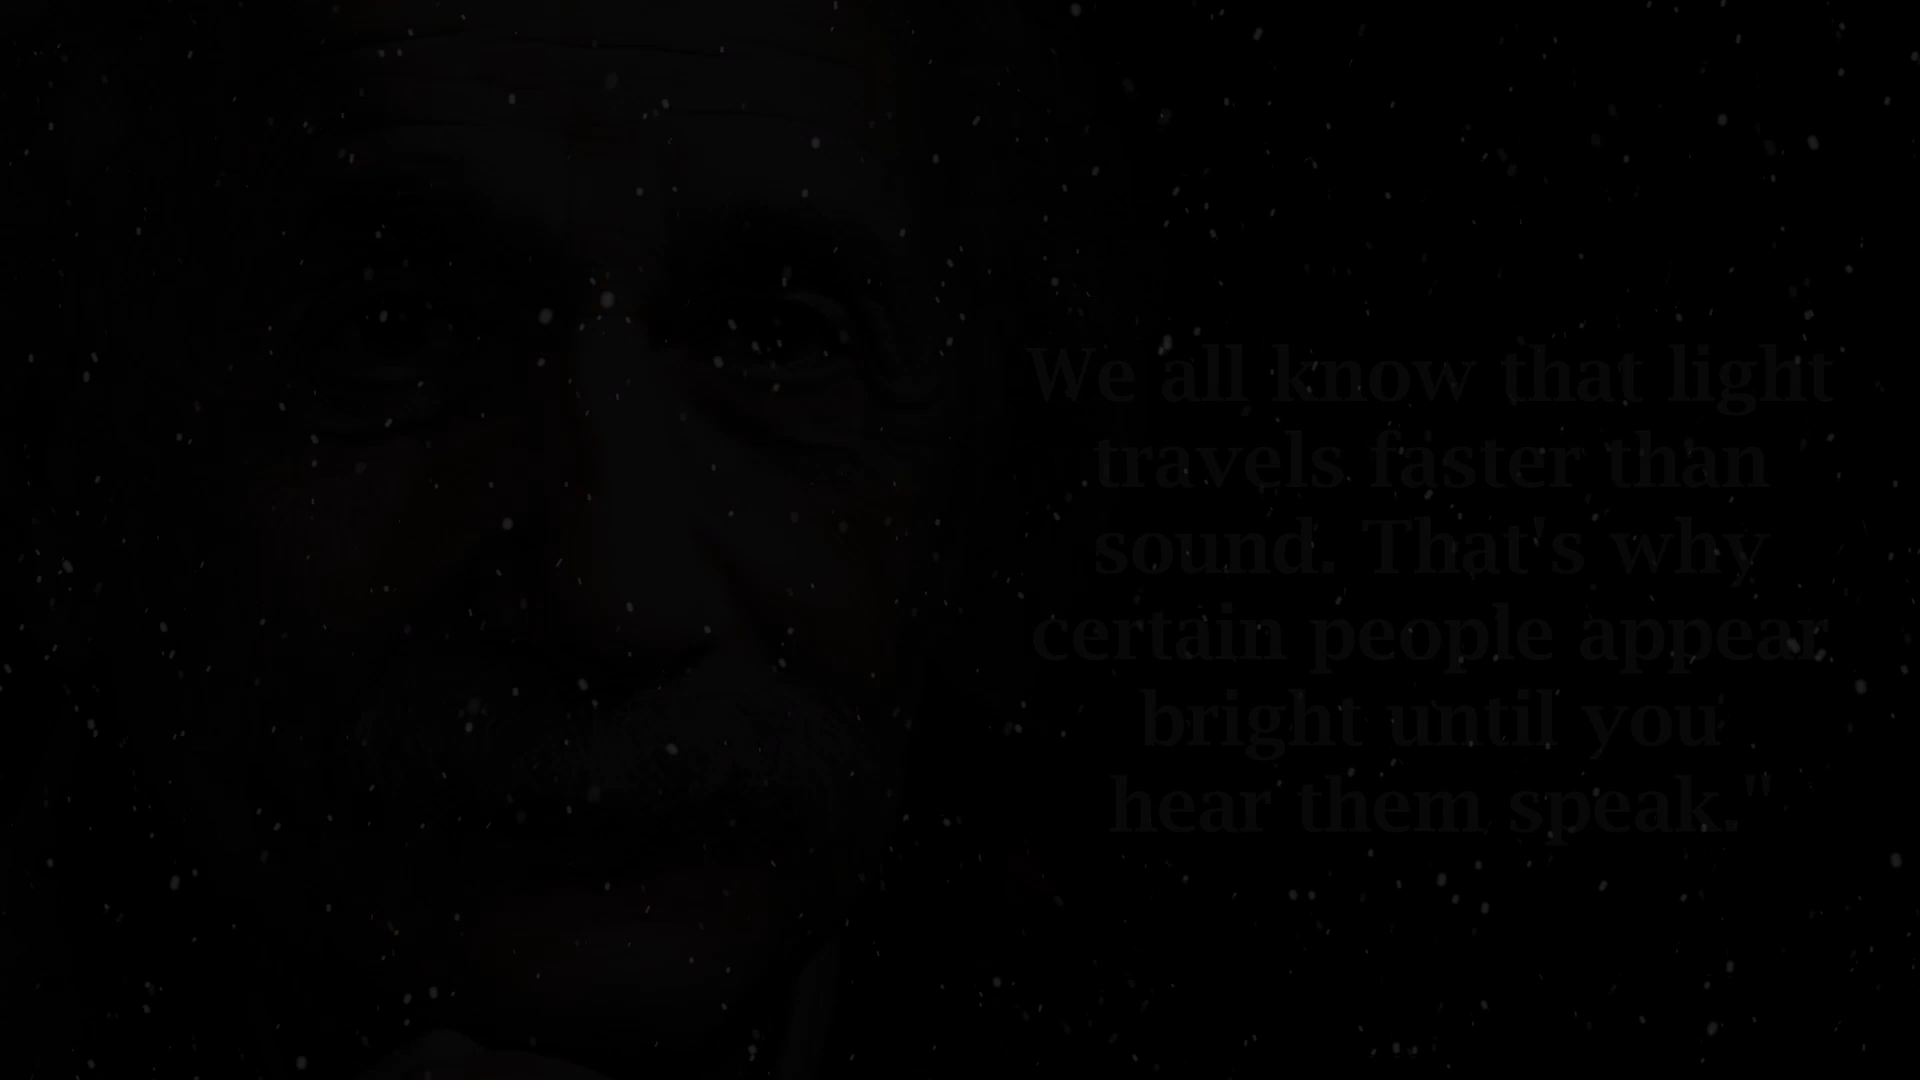 We all know that light
travels faster than
sound. That's why
certain people appear
bright until you
hear them speak."